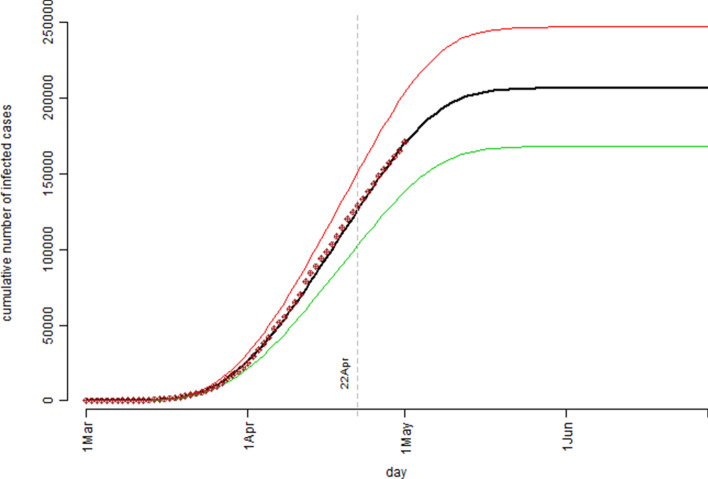 cumulative number of infected cases
250000
200000
150000
100000
50000
0
22Apr
1Mar
1Apr
1May
1Jun
day